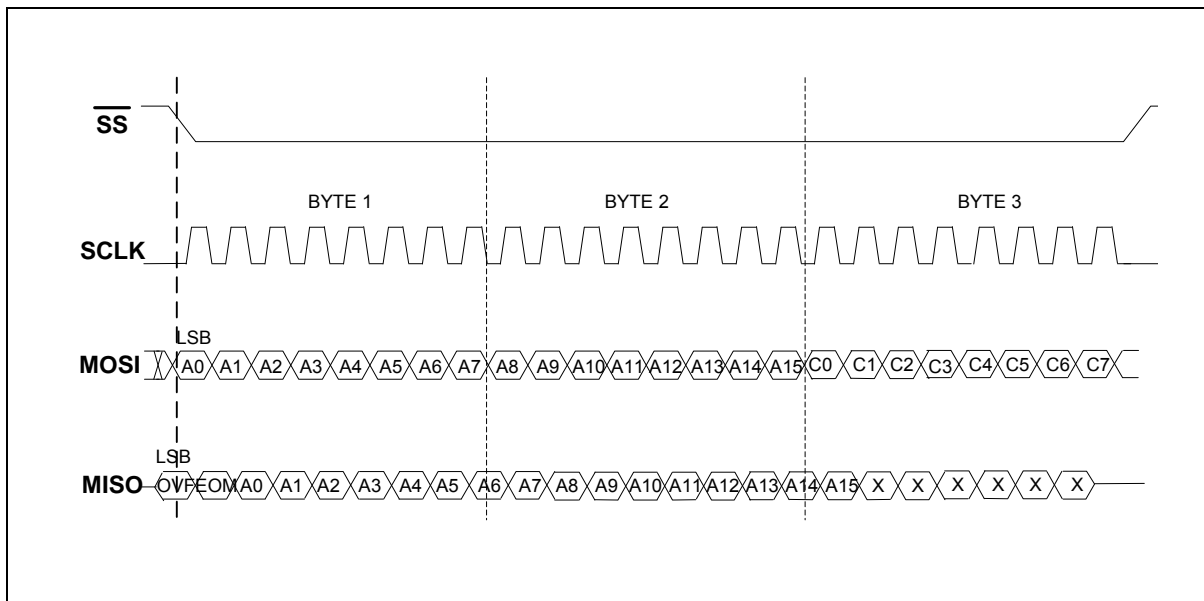 SS
BYTE 1 BYTE 2 BYTE 3
SCLK
LSB
MOSI A0 A1 A2 A3 A4 A5 A6 A7 A8 A9 A10 A11 A12 A13 A14 A15 C0 C1 C2 C3 C4 C5 C6 C7
LSB
MISO OVF EOM A0 A1 A2 A3 A4 A5 A6 A7 A8 A9 A10 A11 A12 A13 A14 A15 X X X X X X